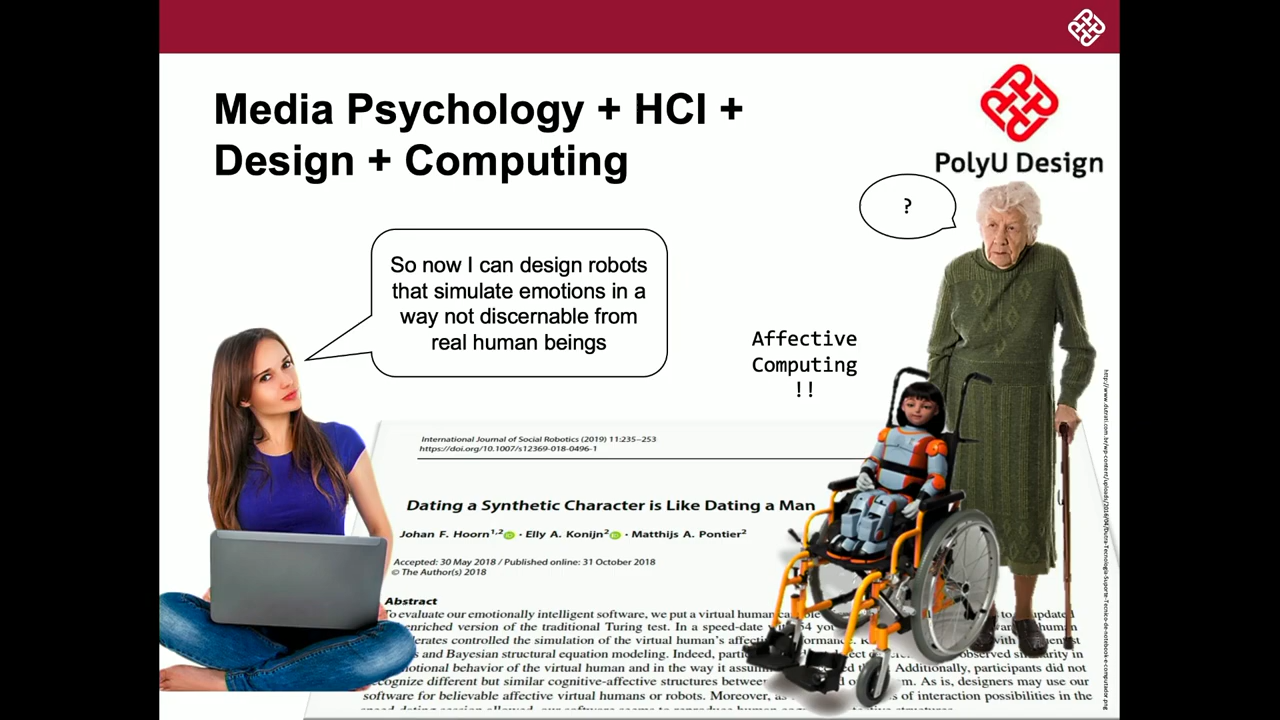 Media Psychology + HCI +
Design + Computing
PolyU Design
?
So now I can design robots
that simulate emotions in a
way not discernable from
real human beings
Affective
Computing
!!
International Journal of Social Robotics (2019) 11:235–253
https://doi.org/10.1007/s12369-018-0496-1
Dating a Synthetic Character is Like Dating a Man
Johan F. Hoorn1,2 · Elly A. Konijn2 · Matthijs A. Pontier2
Accepted: 30 May 2018 / Published online: 31 October 2018
© The Author(s) 2018
Abstract
To evaluate our emotionally intelligent software, we put a virtual human
enriched version of the traditional Turing test. In a speed-date
controlled the simulation of the virtual human's
and Bayesian structural equation modeling. Indeed, observed in
behavior of the virtual human and in the way it Additionally, participants did not
different but similar cognitive-affective structures between As is, designers may use our
software for believable affective virtual humans or robots. Moreover, of interaction possibilities in the